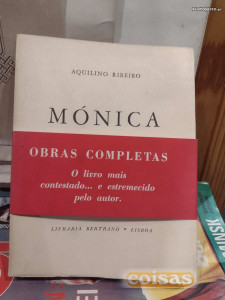 AQUILINO RIBEIRO
MÓNICA
OBRAS COMPLETAS
O livro mais
contestado... e estremecido
pelo autor.
LIVRARIA BERTRAND • LISBOA
coisas